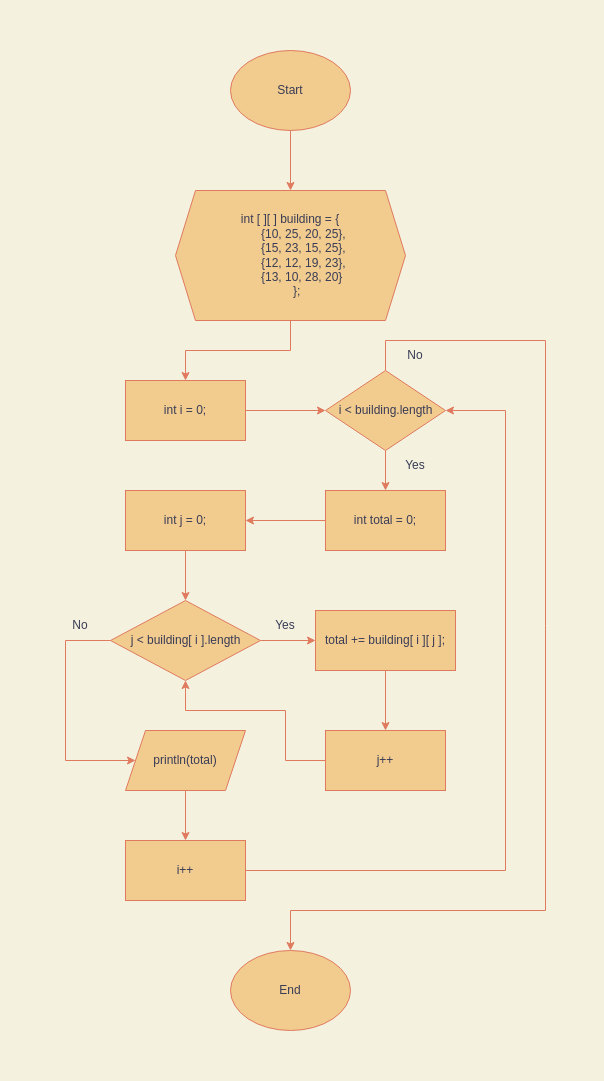 Start
int [ ][ ] building = {
{10, 25, 20, 25},
{15, 23, 15, 25},
{12, 12, 19, 23},
{13, 10, 28, 20}
};
No
int i = 0;
i < building.length
Yes
int j = 0;
int total = 0;
No
Yes
j < building[ i ].length
total += building[ i ][ j ];
println(total)
j++
i++
End